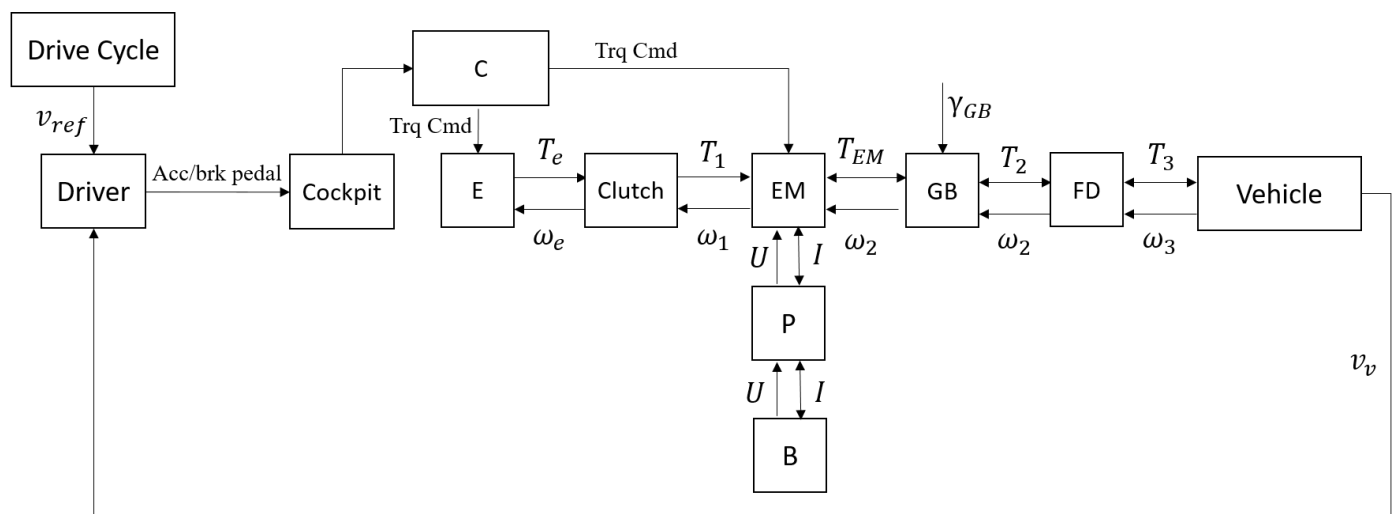 Drive Cycle
C
Trq Cmd
v_ref
Trq Cmd
γ_GB
Driver
Acc/brk pedal
Cockpit
E
T_e
Clutch
T_1
EM
T_EM
GB
T_2
FD
T_3
Vehicle
ω_e
ω_1
ω_2
ω_2
ω_3
U
I
P
v_v
U
I
B